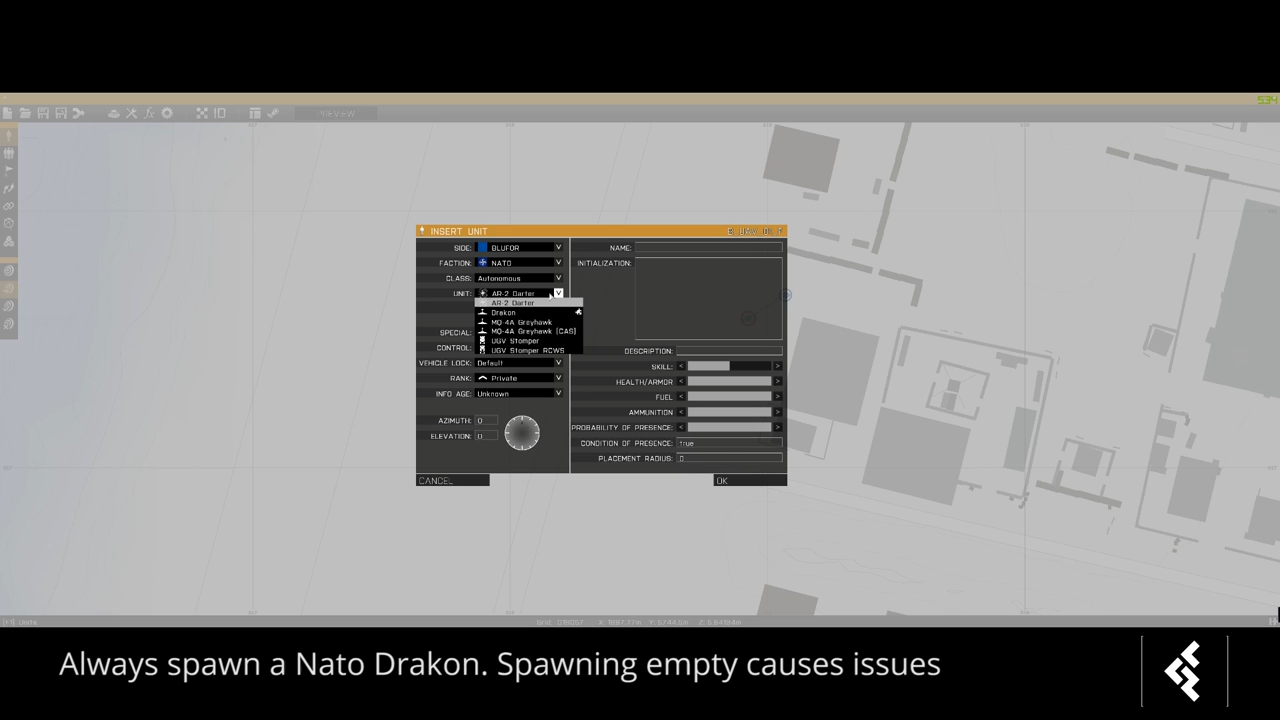 534
PREVIEW
INSERT UNIT
SIDE: BLUFOR
FACTION: NATO
CLASS: Autonomous
UNIT: AR-2 Darter
AR-2 Darter
Drakon
MQ-4A Greyhawk
MQ-4A Greyhawk (CAS)
UGV Stomper
UGV Stomper RCWS
SPECIAL:
CONTROL:
VEHICLE LOCK: Default
RANK: Private
INFO AGE: Unknown
AZIMUTH: 0
ELEVATION: 0
NAME:
INITIALIZATION:
DESCRIPTION:
SKILL:
HEALTH/ARMOR
FUEL
AMMUNITION
PROBABILITY OF PRESENCE:
CONDITION OF PRESENCE: true
PLACEMENT RADIUS: 0
CANCEL
OK
Always spawn a Nato Drakon. Spawning empty causes issues